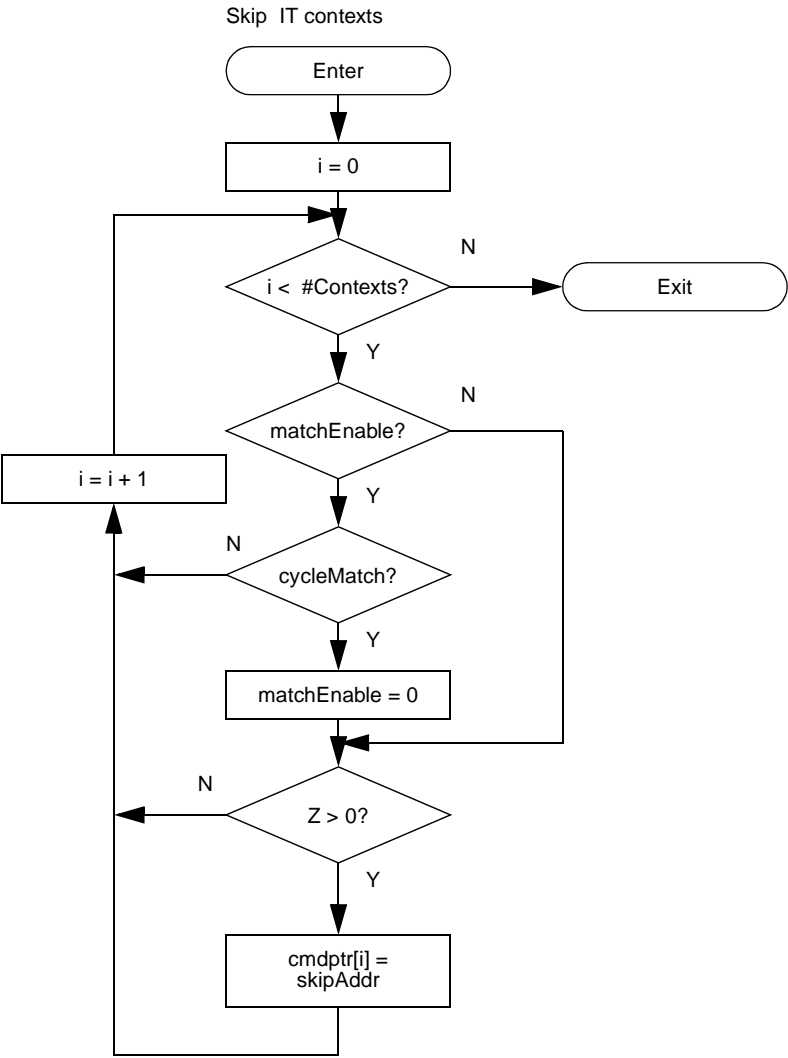 Skip IT contexts
Enter
i = 0
N
i < #Contexts?
Exit
Y
N
matchEnable?
i = i + 1
Y
N
cycleMatch?
Y
matchEnable = 0
N
Z > 0?
Y
cmdptr[i] =
skipAddr